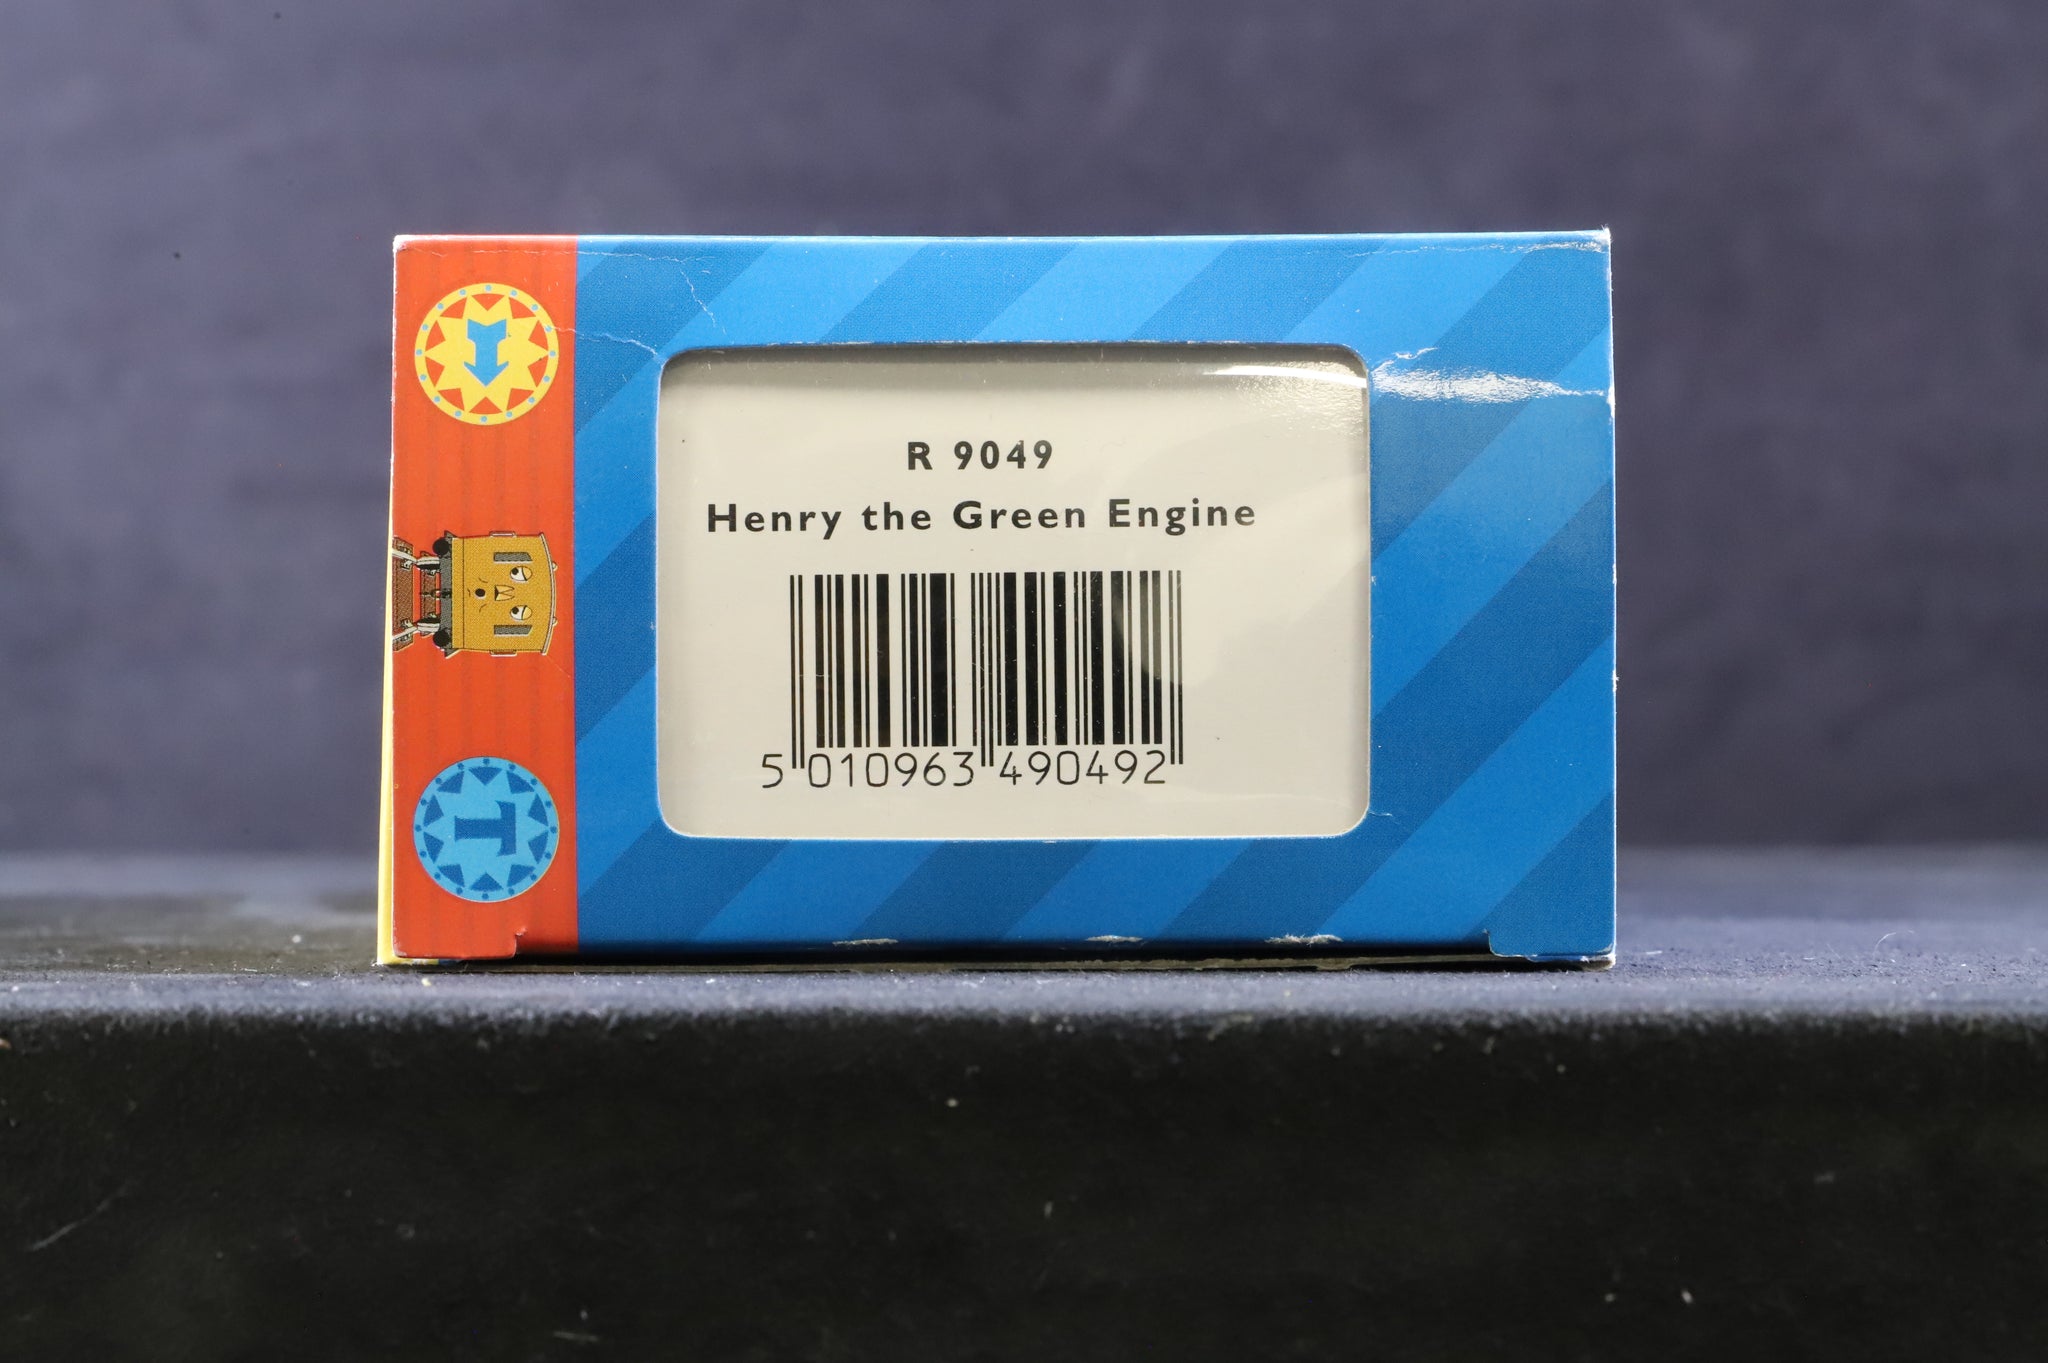 R 9049
Henry the Green Engine
5 010963 490492
T